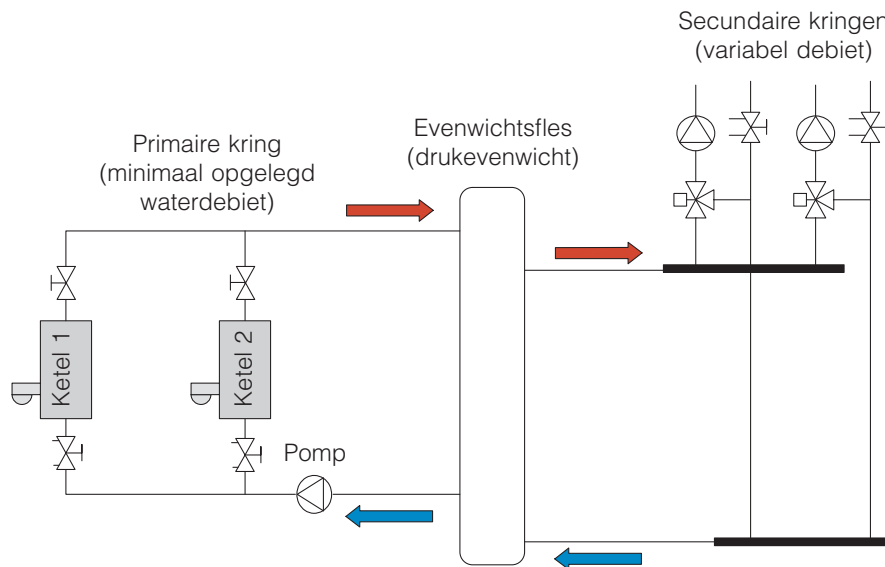 Secundaire kringen
(variabel debiet)
Evenwichtsfles
(drukevenwicht)
Primaire kring
(minimaal opgelegd
waterdebiet)
Ketel 1
Ketel 2
Pomp